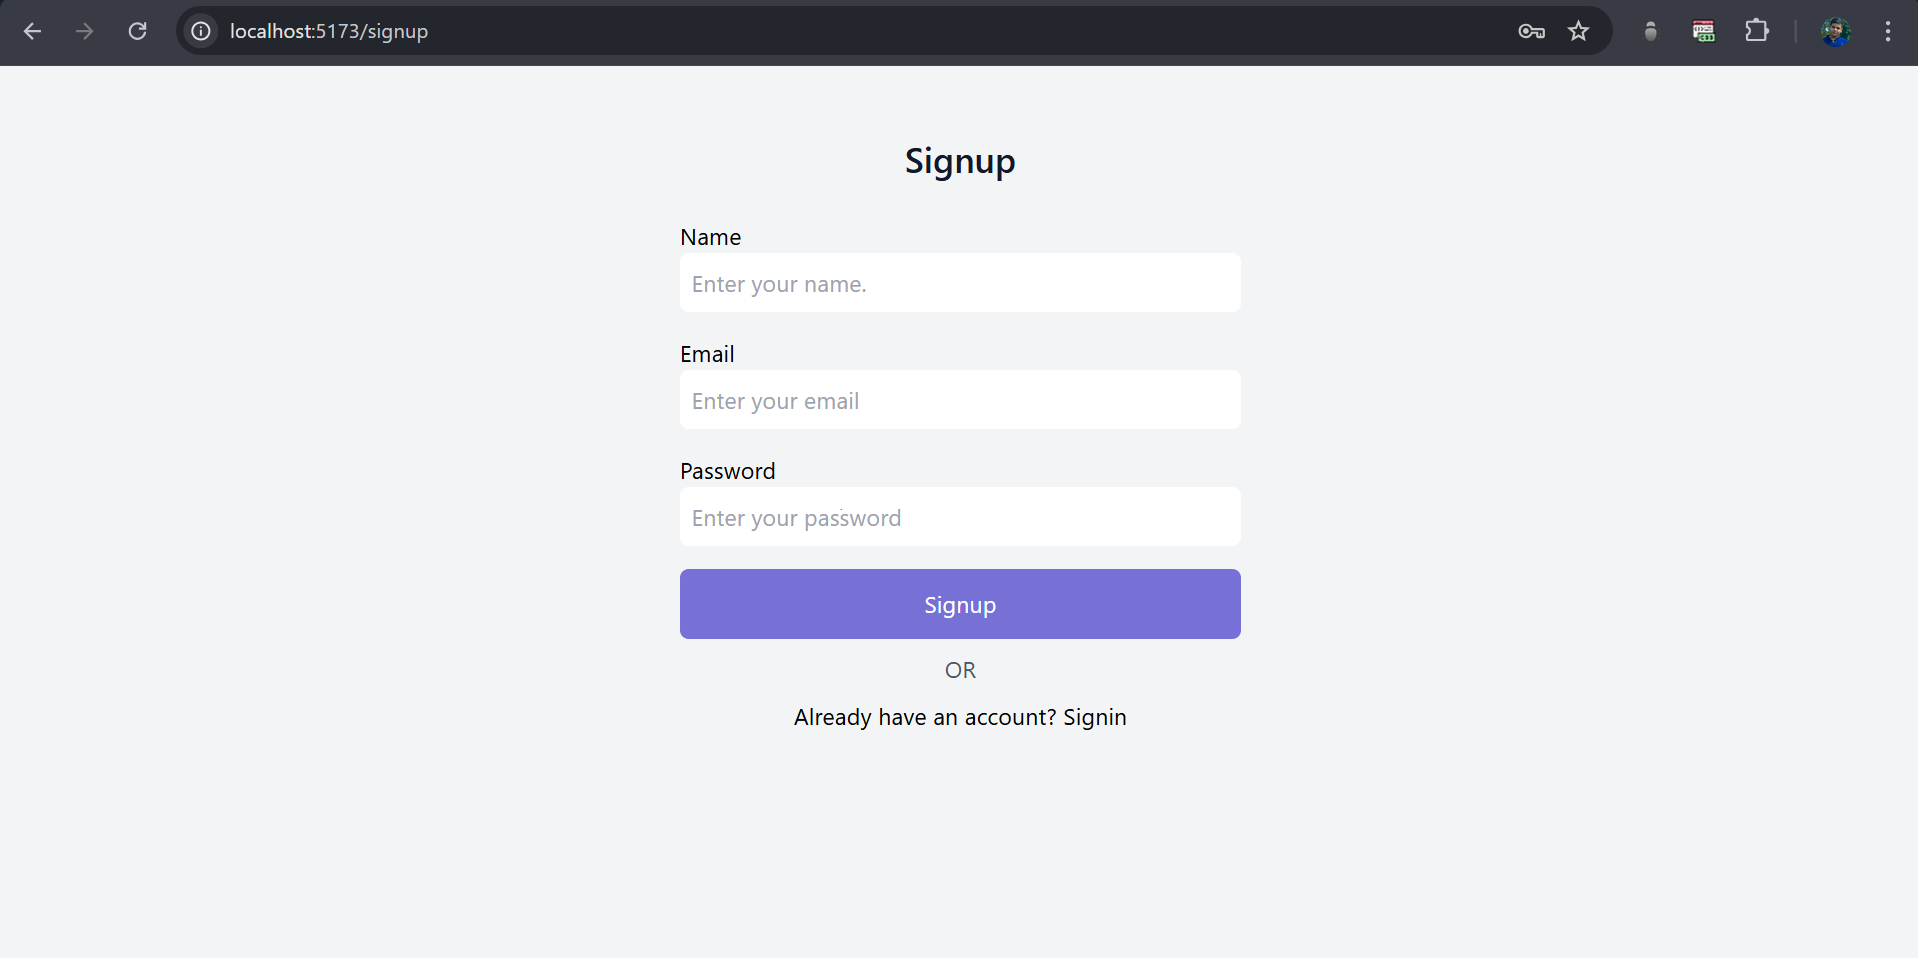 localhost:5173/signup
Signup
Name
Enter your name.
Email
Enter your email
Password
Enter your password
Signup
OR
Already have an account? Signin